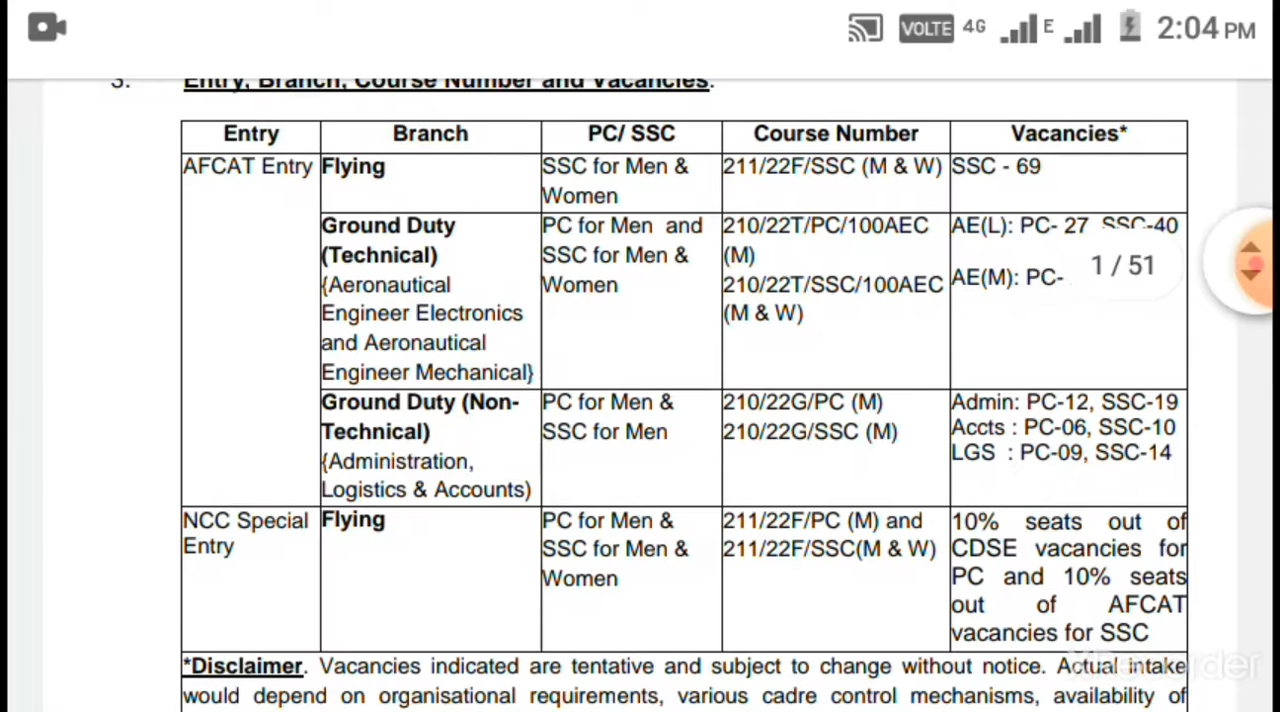 VOLTE 4G E 2:04 PM
3. Entry, Branch, Course Number and Vacancies.
Entry Branch PC/ SSC Course Number Vacancies*
AFCAT Entry Flying SSC for Men & Women 211/22F/SSC (M & W) SSC - 69
Ground Duty
(Technical)
{Aeronautical
Engineer Electronics
and Aeronautical
Engineer Mechanical}
PC for Men and
SSC for Men &
Women
210/22T/PC/100AEC
(M)
210/22T/SSC/100AEC
(M & W)
AE(L): PC- 27 SSC-40
AE(M): PC-
1 / 51
Ground Duty (Non-
Technical)
{Administration,
Logistics & Accounts)
PC for Men &
SSC for Men
210/22G/PC (M)
210/22G/SSC (M)
Admin: PC-12, SSC-19
Accts : PC-06, SSC-10
LGS : PC-09, SSC-14
NCC Special
Entry
Flying
PC for Men &
SSC for Men &
Women
211/22F/PC (M) and
211/22F/SSC(M & W)
10% seats out of
CDSE vacancies for
PC and 10% seats
out of AFCAT
vacancies for SSC
*Disclaimer. Vacancies indicated are tentative and subject to change without notice. Actual intake
would depend on organisational requirements, various cadre control mechanisms, availability of
XRecorder